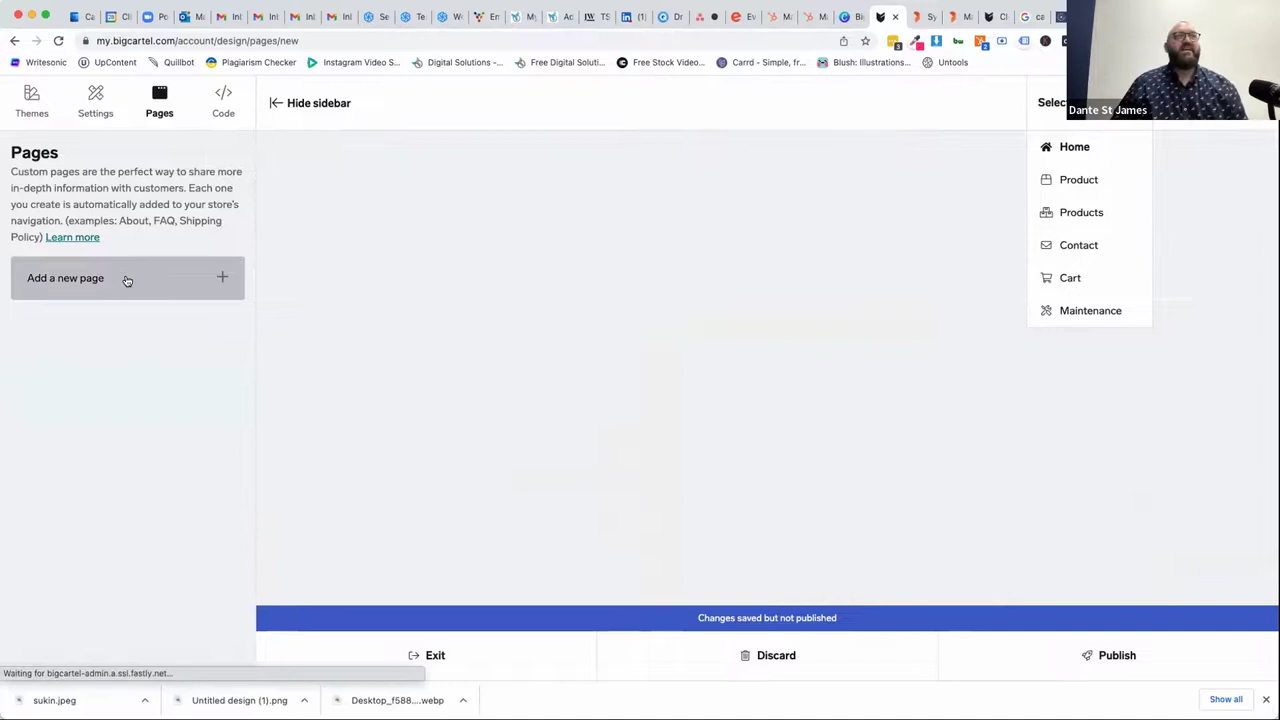 my.bigcartel.com/account/design/pages/new
Writesonic
UpContent
Quillbot
Plagiarism Checker
Instagram Video S...
Digital Solutions -...
Free Digital Soluti...
Free Stock Video...
Carrd - Simple, fr...
Blush: Illustrations...
Untools
Themes
Settings
Pages
Code
Hide sidebar
Dante St James
Pages
Custom pages are the perfect way to share more
in-depth information with customers. Each one
you create is automatically added to your store's
navigation. (examples: About, FAQ, Shipping
Policy) Learn more
Add a new page
Home
Product
Products
Contact
Cart
Maintenance
Changes saved but not published
Exit
Discard
Publish
Waiting for bigcartel-admin.a.ssl.fastly.net...
sukin.jpeg
Untitled design (1).png
Desktop_f588....webp
Show all